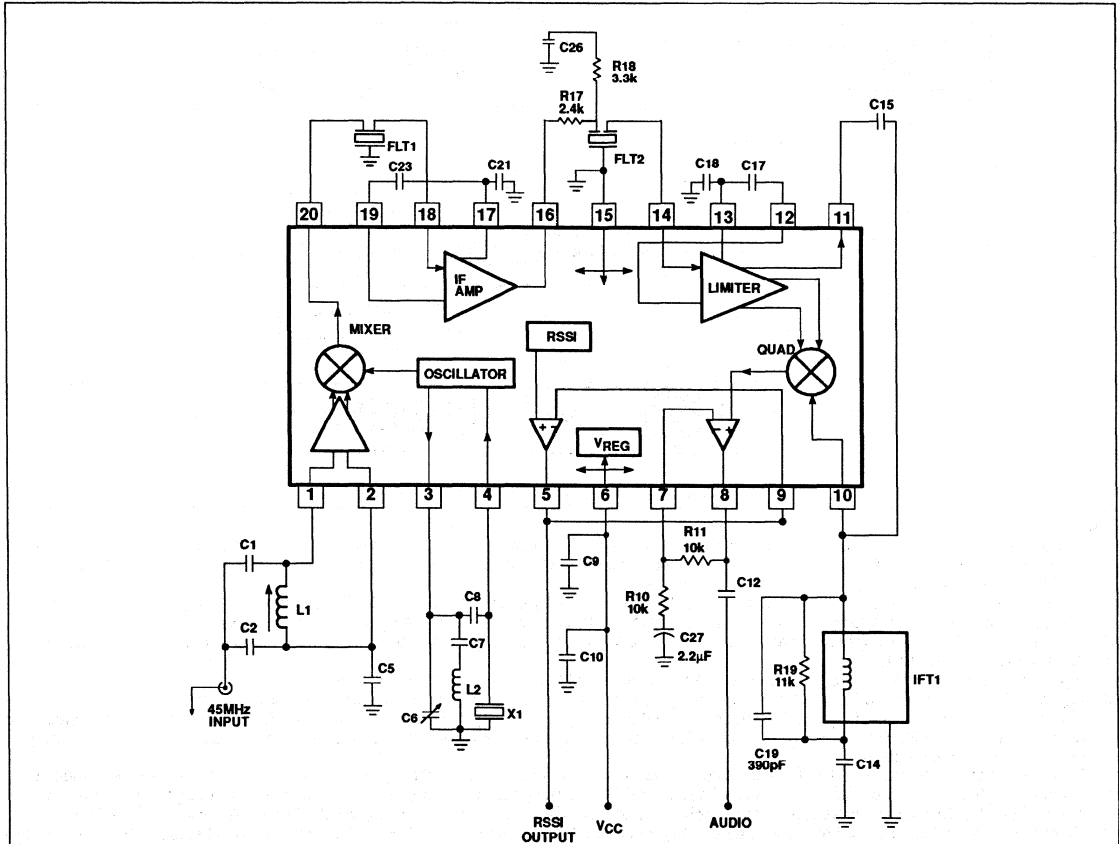 C26
R18
3.3k
R17
2.4k
C15
FLT1
FLT2
C23
C21
C18
C17
20
19
18
17
16
15
14
13
12
11
IF
AMP
LIMITER
MIXER
RSSI
QUAD
OSCILLATOR
+ -
- +
VREG
1
2
3
4
5
6
7
8
9
10
R11
10k
C1
C9
L1
C8
R10
10k
C12
C2
C7
C27
2.2µF
C5
C10
L2
R19
11k
IFT1
45MHz
INPUT
C6
X1
C19
390pF
C14
RSSI
OUTPUT
VCC
AUDIO